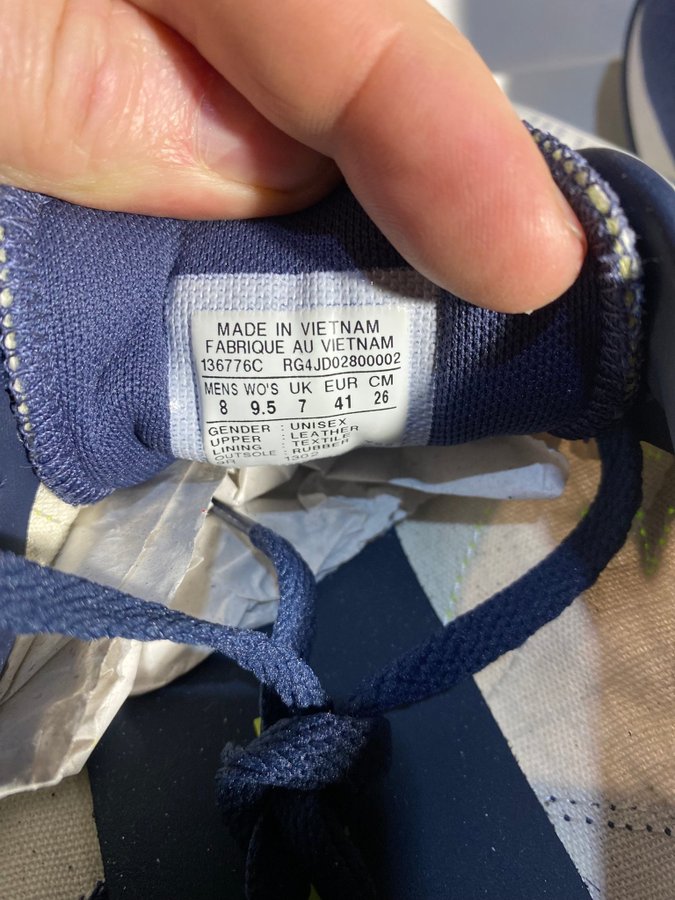 MADE IN VIETNAM
FABRIQUE AU VIETNAM
136776C RG4JD02800002
MENS WO'S UK EUR CM
8 9.5 7 41 26
GENDER : UNISEX
UPPER : LEATHER
LINING : TEXTILE
OUTSOLE : RUBBER
1302